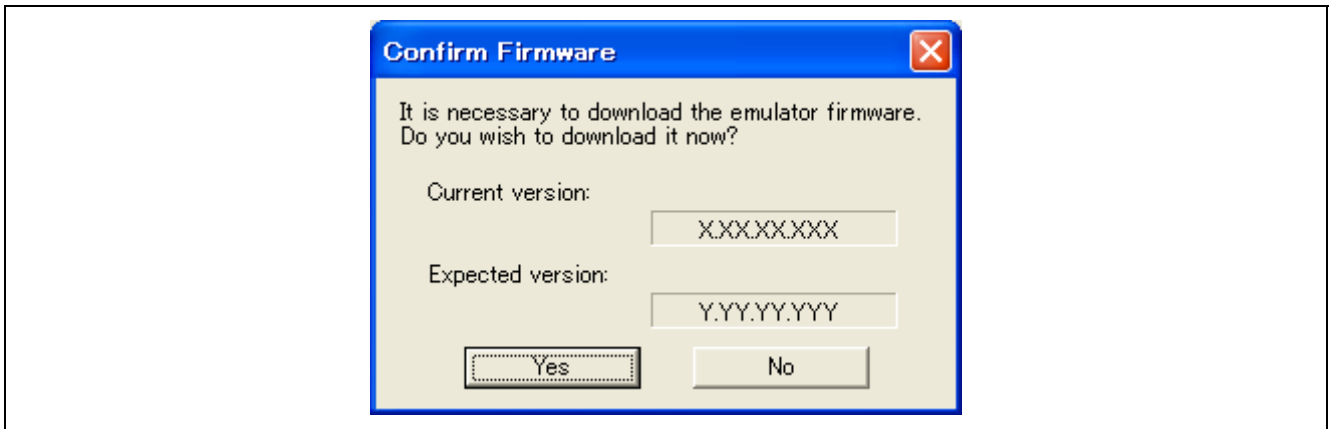 Confirm Firmware
It is necessary to download the emulator firmware.
Do you wish to download it now?
Current version:
X.XX.XX.XXX
Expected version:
Y.YY.YY.YYY
Yes
No